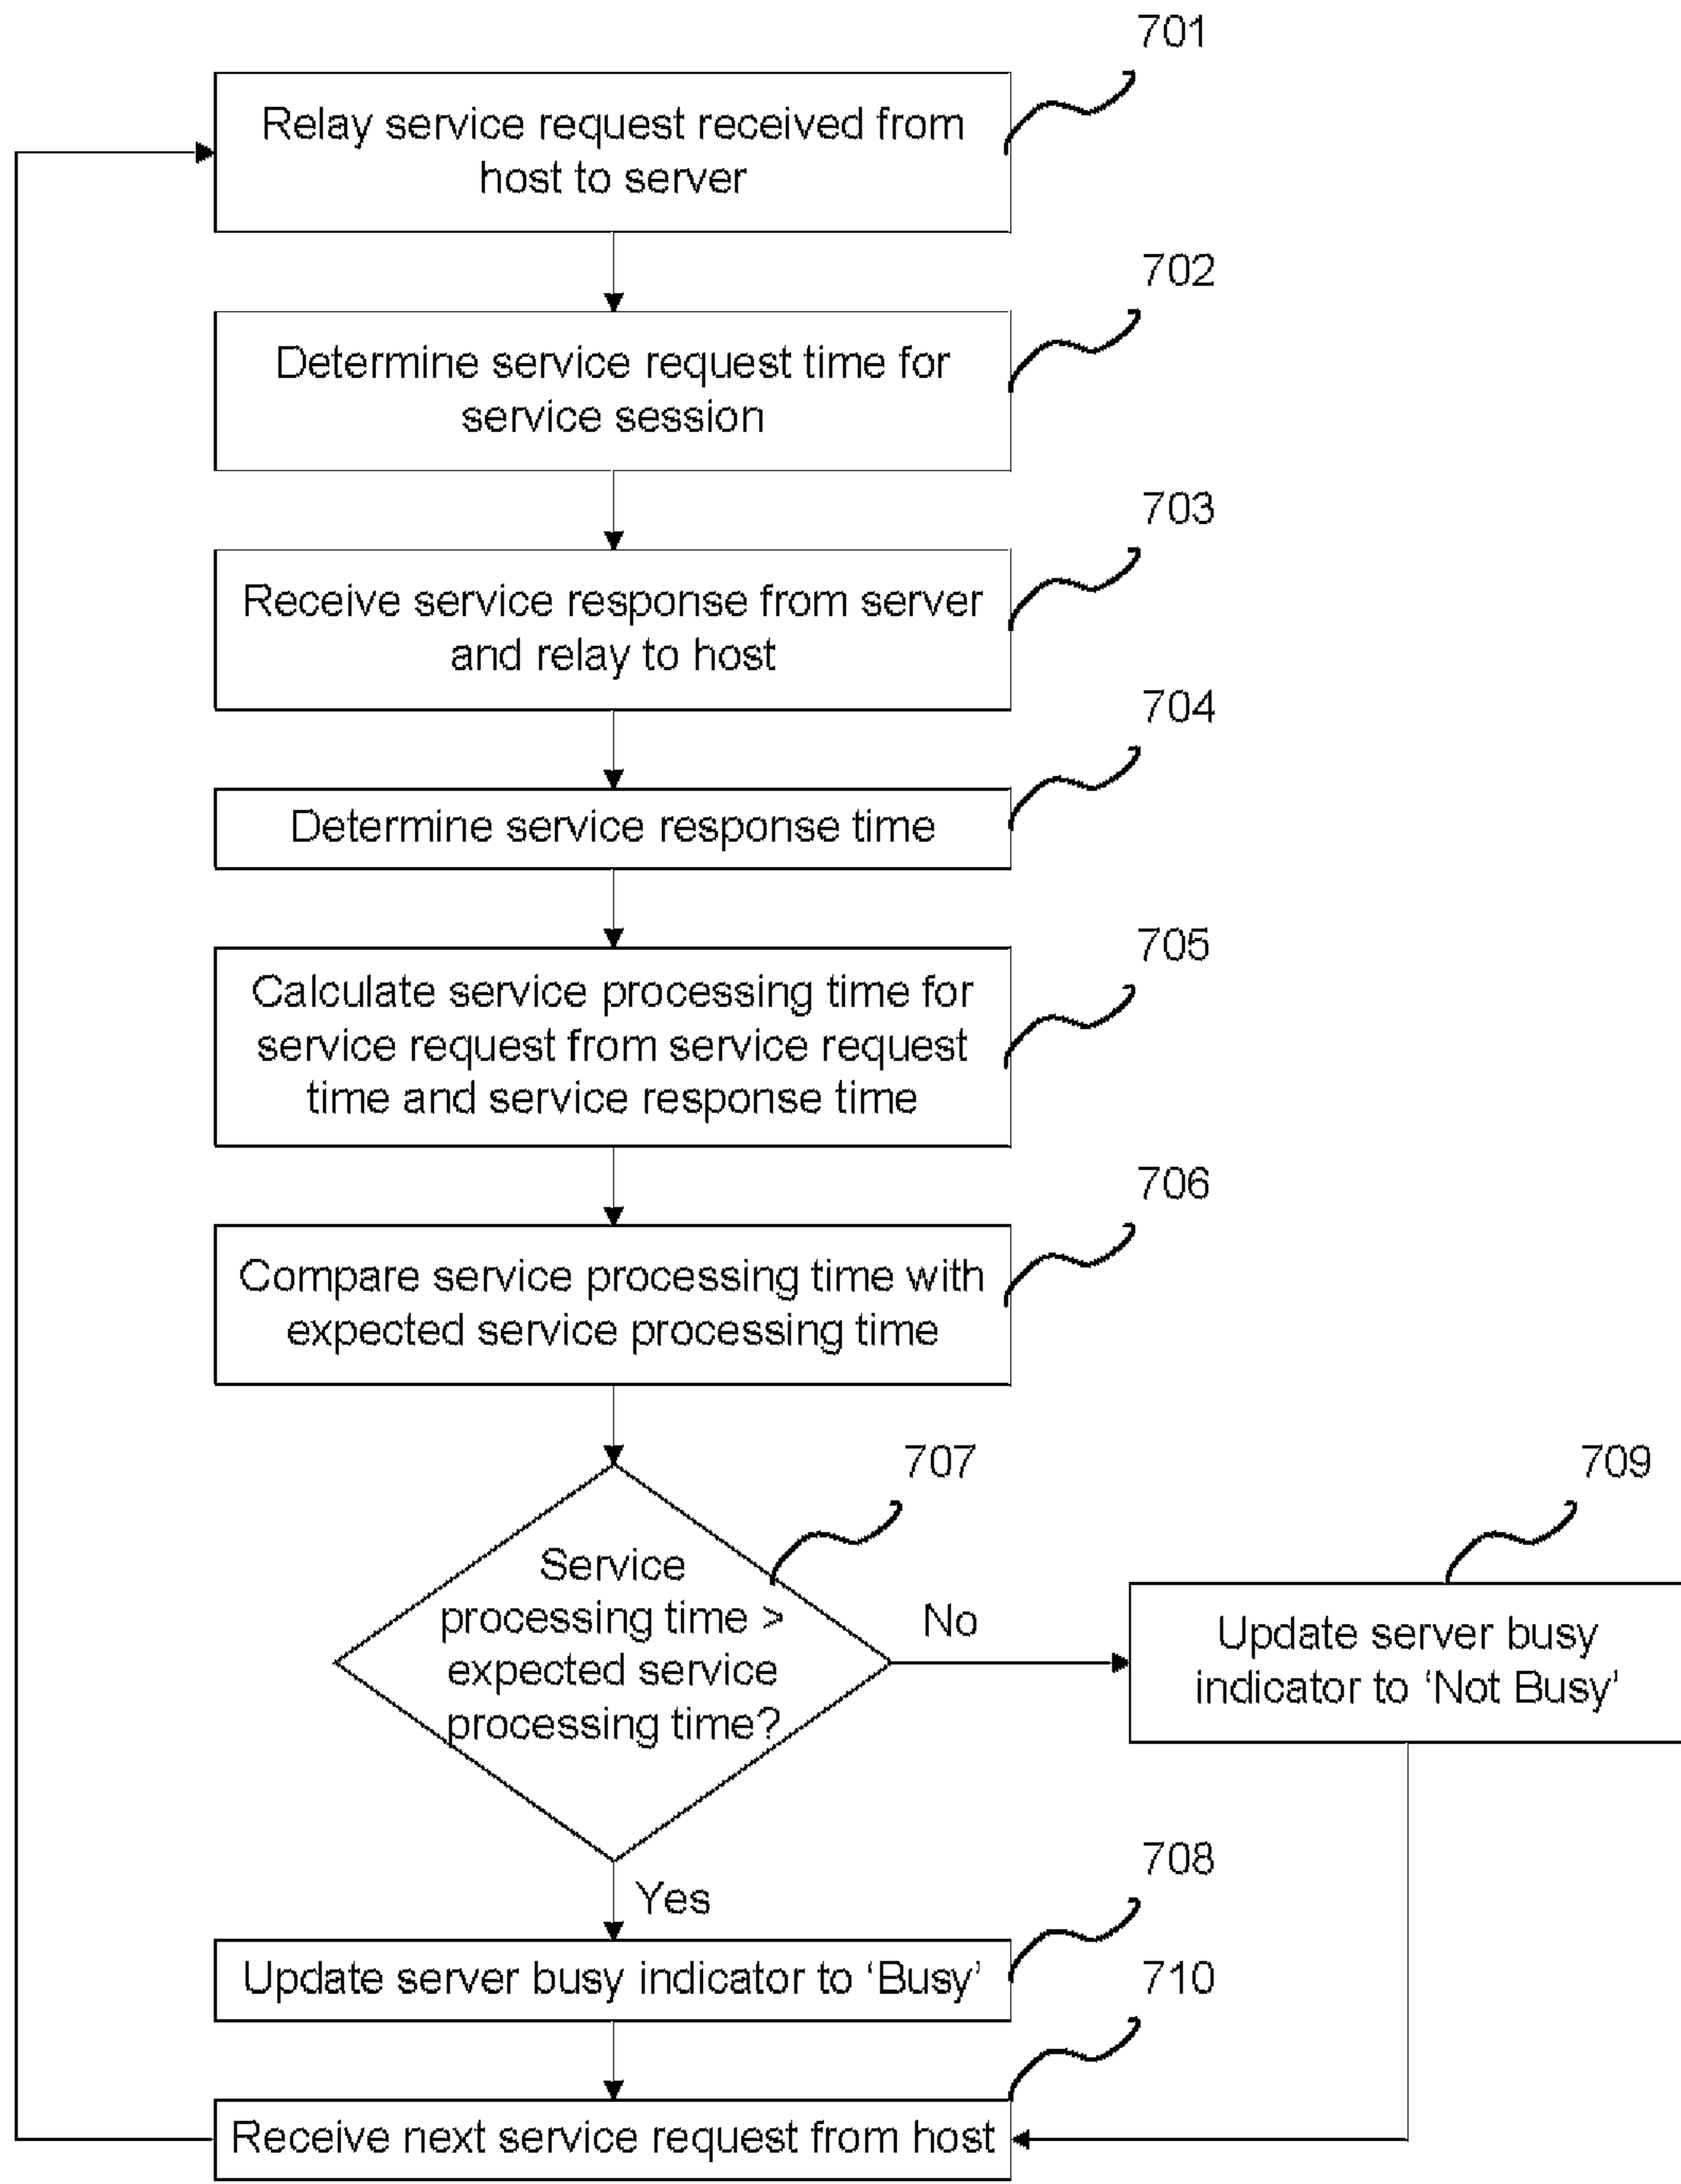 701
Relay service request received from
host to server
702
Determine service request time for
service session
703
Receive service response from server
and relay to host
704
Determine service response time
705
Calculate service processing time for
service request from service request
time and service response time
706
Compare service processing time with
expected service processing time
707
Service
processing time >
expected service
processing time?
No
709
Update server busy
indicator to ‘Not Busy’
Yes
708
Update server busy indicator to ‘Busy’
710
Receive next service request from host